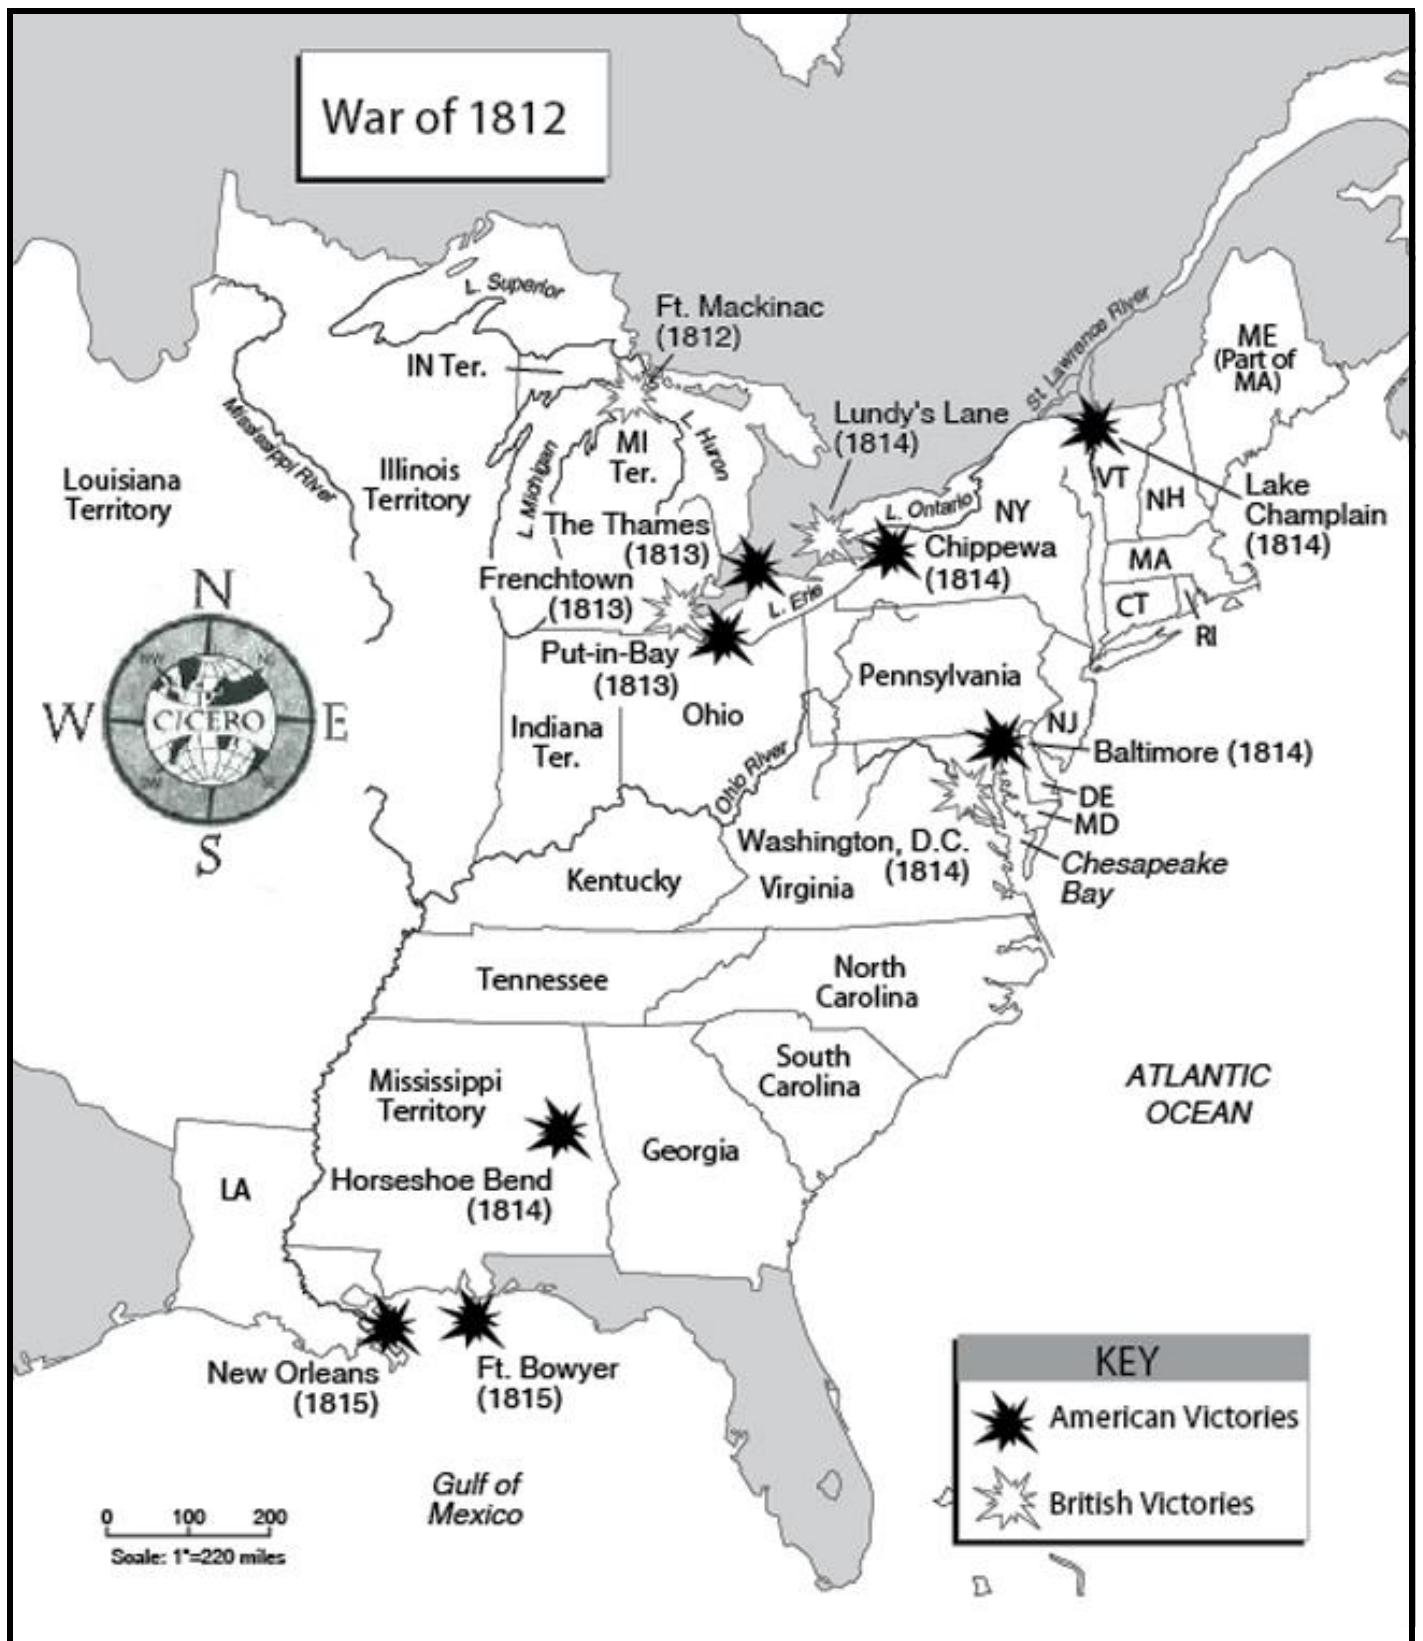 War of 1812
L. Superior
Ft. Mackinac
(1812)
IN Ter.
St Lawrence River
ME
(Part of
MA)
Mississippi River
Louisiana
Territory
Illinois
Territory
L. Michigan
MI
Ter.
L. Huron
Lundy's Lane
(1814)
L. Ontario
NY
VT
NH
Lake
Champlain
(1814)
The Thames
(1813)
Chippewa
(1814)
MA
Frenchtown
(1813)
L. Erie
CT
RI
Put-in-Bay
(1813)
Pennsylvania
Ohio
NJ
Indiana
Ter.
Ohio River
Baltimore (1814)
DE
MD
Washington, D.C.
(1814)
Chesapeake
Bay
N
NW
W
CICERO
E
S
Kentucky
Virginia
Tennessee
North
Carolina
South
Carolina
Mississippi
Territory
Georgia
ATLANTIC
OCEAN
LA
Horseshoe Bend
(1814)
New Orleans
(1815)
Ft. Bowyer
(1815)
Gulf of
Mexico
0 100 200
Scale: 1"=220 miles
KEY
American Victories
British Victories